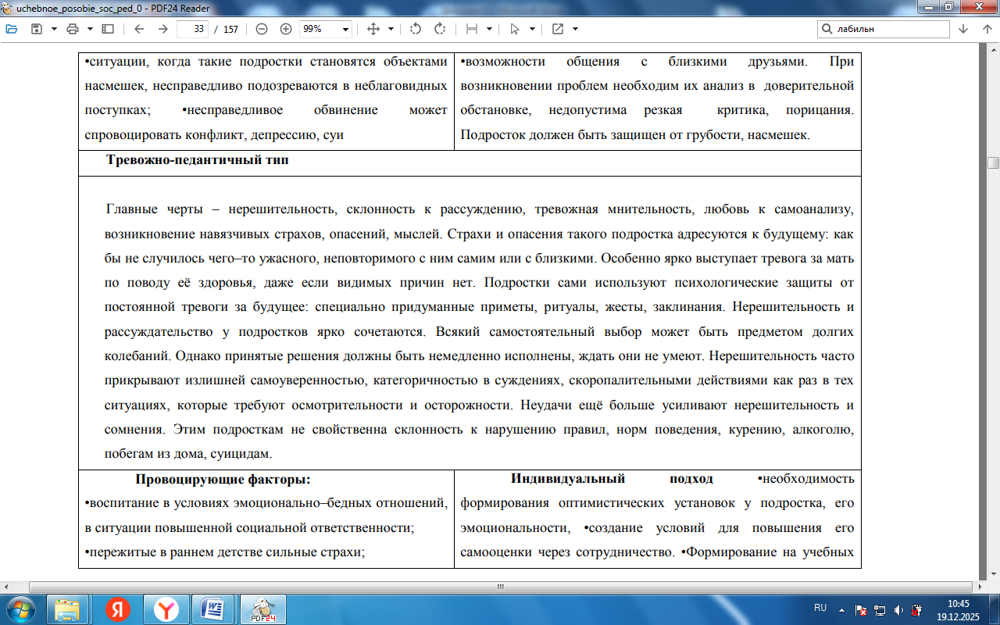 uchebnoe_posobie_soc_ped_0 - PDF24 Reader
33 / 157
99%
лабильн
•ситуации, когда такие подростки становятся объектами
насмешек, несправедливо подозреваются в неблаговидных
поступках; •несправедливое обвинение может
спровоцировать конфликт, депрессию, суи
•возможности общения с близкими друзьями. При
возникновении проблем необходим их анализ в доверительной
обстановке, недопустима резкая критика, порицания.
Подросток должен быть защищен от грубости, насмешек.
Тревожно-педантичный тип
Главные черты – нерешительность, склонность к рассуждению, тревожная мнительность, любовь к самоанализу,
возникновение навязчивых страхов, опасений, мыслей. Страхи и опасения такого подростка адресуются к будущему: как
бы не случилось чего–то ужасного, неповторимого с ним самим или с близкими. Особенно ярко выступает тревога за мать
по поводу её здоровья, даже если видимых причин нет. Подростки сами используют психологические защиты от
постоянной тревоги за будущее: специально придуманные приметы, ритуалы, жесты, заклинания. Нерешительность и
рассуждательство у подростков ярко сочетаются. Всякий самостоятельный выбор может быть предметом долгих
колебаний. Однако принятые решения должны быть немедленно исполнены, ждать они не умеют. Нерешительность часто
прикрывают излишней самоуверенностью, категоричностью в суждениях, скоропалительными действиями как раз в тех
ситуациях, которые требуют осмотрительности и осторожности. Неудачи ещё больше усиливают нерешительность и
сомнения. Этим подросткам не свойственна склонность к нарушению правил, норм поведения, курению, алкоголю,
побегам из дома, суицидам.
Провоцирующие факторы:
•воспитание в условиях эмоционально–бедных отношений,
в ситуации повышенной социальной ответственности;
•пережитые в раннем детстве сильные страхи;
Индивидуальный подход •необходимость
формирования оптимистических установок у подростка, его
эмоциональности, •создание условий для повышения его
самооценки через сотрудничество. •Формирование на учебных
Я
Y
W
PDF24
RU
10:45
19.12.2025